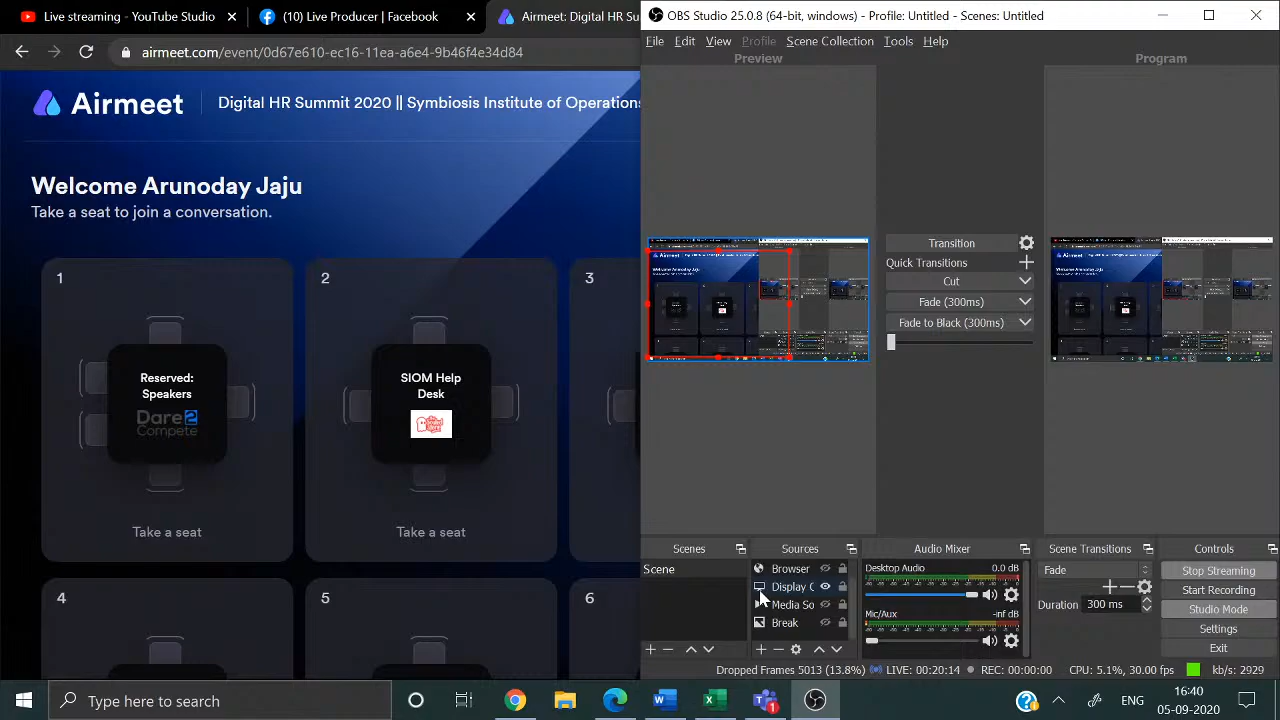 Live streaming - YouTube Studio
(10) Live Producer | Facebook
Airmeet: Digital HR Su
airmeet.com/event/0d67e610-ec16-11ea-a6e4-9b46f4e34d84
Airmeet
Digital HR Summit 2020 || Symbiosis Institute of Operations
Welcome Arunoday Jaju
Take a seat to join a conversation.
1
Reserved:
Speakers
Dare2
Compete
Take a seat
2
SIOM Help
Desk
Take a seat
3
4
5
6
OBS Studio 25.0.8 (64-bit, windows) - Profile: Untitled - Scenes: Untitled
File Edit View Profile Scene Collection Tools Help
Preview
Program
Transition
Quick Transitions
Cut
Fade (300ms)
Fade to Black (300ms)
Scenes
Scene
Sources
Browser
Display C
Media So
Break
Audio Mixer
Desktop Audio 0.0 dB
Mic/Aux -inf dB
Scene Transitions
Fade
Duration 300 ms
Controls
Stop Streaming
Start Recording
Studio Mode
Settings
Exit
Dropped Frames 5013 (13.8%) LIVE: 00:20:14 REC: 00:00:00 CPU: 5.1%, 30.00 fps kb/s: 2929
Type here to search
1
ENG
16:40
05-09-2020